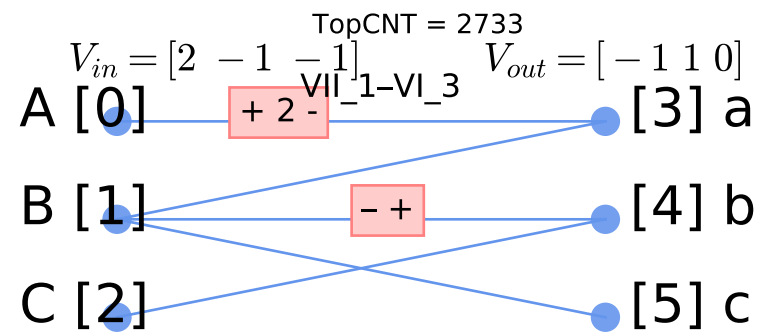 TopCNT = 2733
V_in = [2 −1 −1]
V_out = [−1 1 0]
VII_1–VI_3
A [0]
+ 2 -
[3] a
B [1]
– +
[4] b
C [2]
[5] c